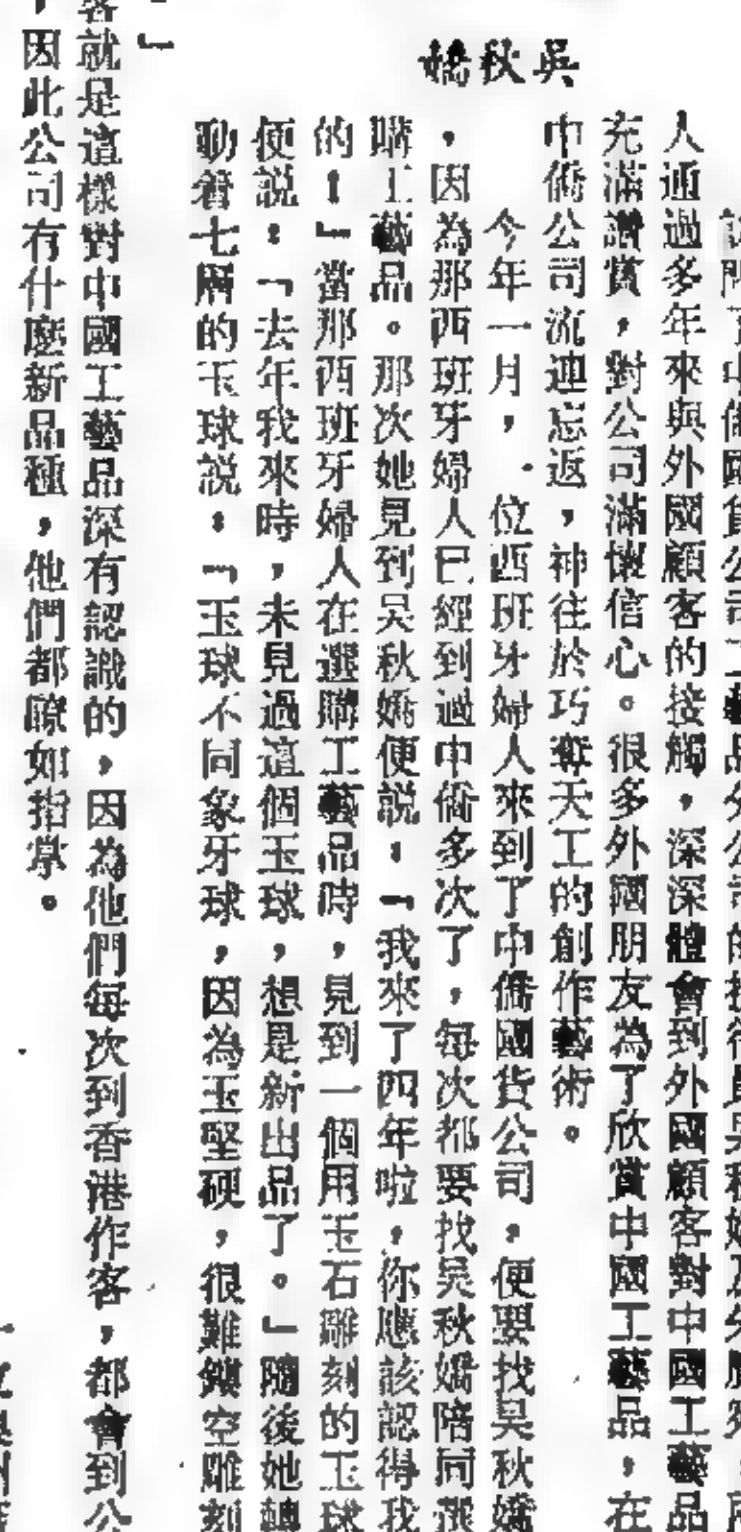 吳秋嬌
人通過多年來與外國顧客的接觸，深深體會到外國顧客對中國工藝品
充滿讚賞，對公司滿懷信心。很多外國朋友為了欣賞中國工藝品，在
中僑公司流連忘返，神往於巧奪天工的創作藝術。
今年一月，一位西班牙婦人來到了中僑國貨公司，便要找吳秋嬌
，因為那西班牙婦人已經到過中僑多次了，每次都要找吳秋嬌陪同選
購工藝品。那次她見到吳秋嬌便說：「我來了四年啦，你應該認得我
的！」當那西班牙婦人在選購工藝品時，見到一個用玉石雕刻的玉球
便說：「去年我來時，未見過這個玉球，想是新出品了。」隨後她轉
動着七層的玉球說：「玉球不同象牙球，因為玉堅硬，很難鏤空雕刻
」
客就是這樣對中國工藝品深有認識的，因為他們每次到香港作客，都會到公
，因此公司有什麼新品種，他們都瞭如指掌。